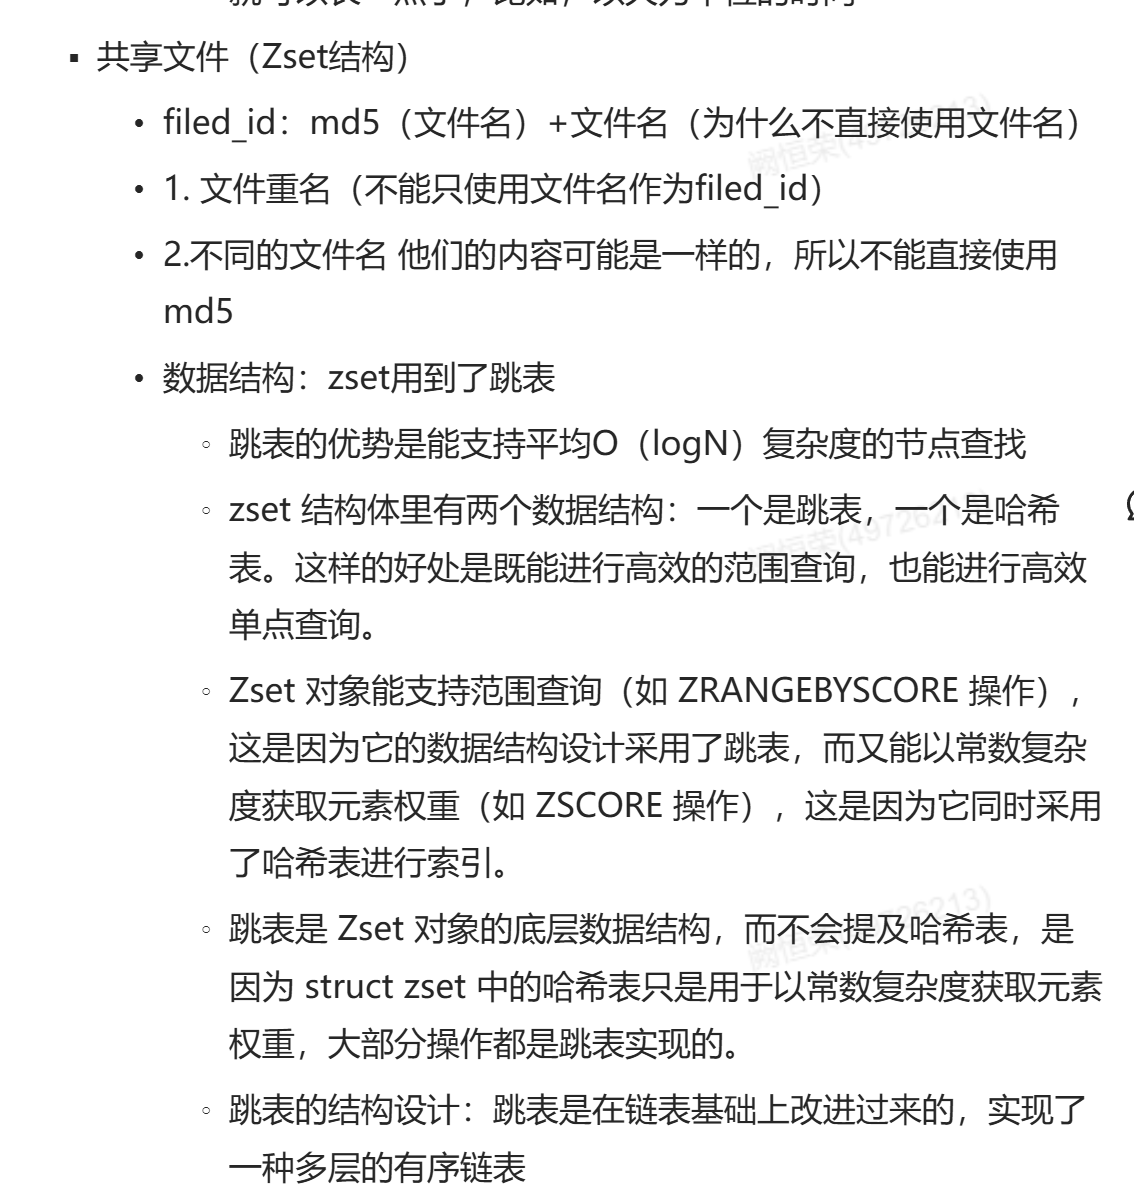 共享文件（Zset结构）
filed_id：md5（文件名）+文件名（为什么不直接使用文件名）
1. 文件重名（不能只使用文件名作为filed_id）
2.不同的文件名 他们的内容可能是一样的，所以不能直接使用
md5
数据结构：zset用到了跳表
跳表的优势是能支持平均O（logN）复杂度的节点查找
zset 结构体里有两个数据结构：一个是跳表，一个是哈希
表。这样的好处是既能进行高效的范围查询，也能进行高效
单点查询。
Zset 对象能支持范围查询（如 ZRANGEBYSCORE 操作），
这是因为它的数据结构设计采用了跳表，而又能以常数复杂
度获取元素权重（如 ZSCORE 操作），这是因为它同时采用
了哈希表进行索引。
跳表是 Zset 对象的底层数据结构，而不会提及哈希表，是
因为 struct zset 中的哈希表只是用于以常数复杂度获取元素
权重，大部分操作都是跳表实现的。
跳表的结构设计：跳表是在链表基础上改进过来的，实现了
一种多层的有序链表